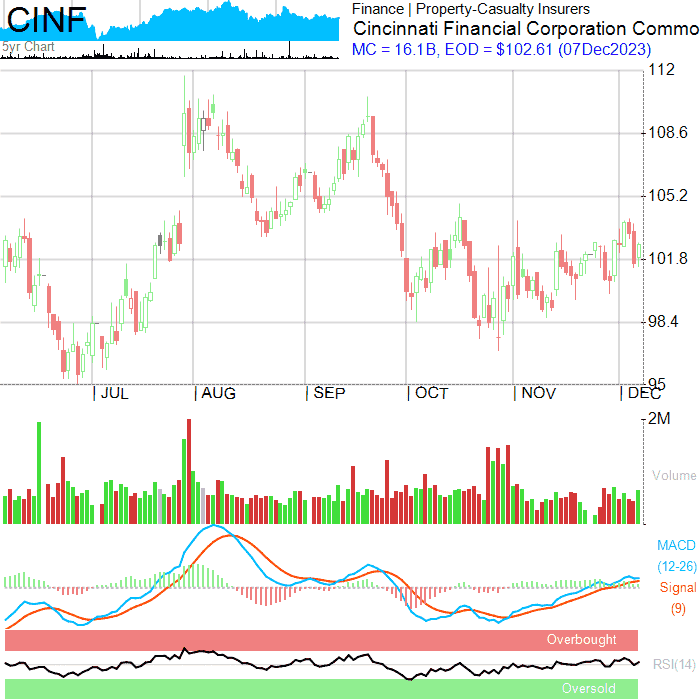 CINF
5yr Chart
Finance | Property-Casualty Insurers
Cincinnati Financial Corporation Commo
MC = 16.1B, EOD = $102.61 (07Dec2023)
112
108.6
105.2
101.8
98.4
95
| JUL | AUG | SEP | OCT | NOV | DEC
2M
Volume
MACD
(12-26)
Signal
(9)
Overbought
RSI(14)
Oversold